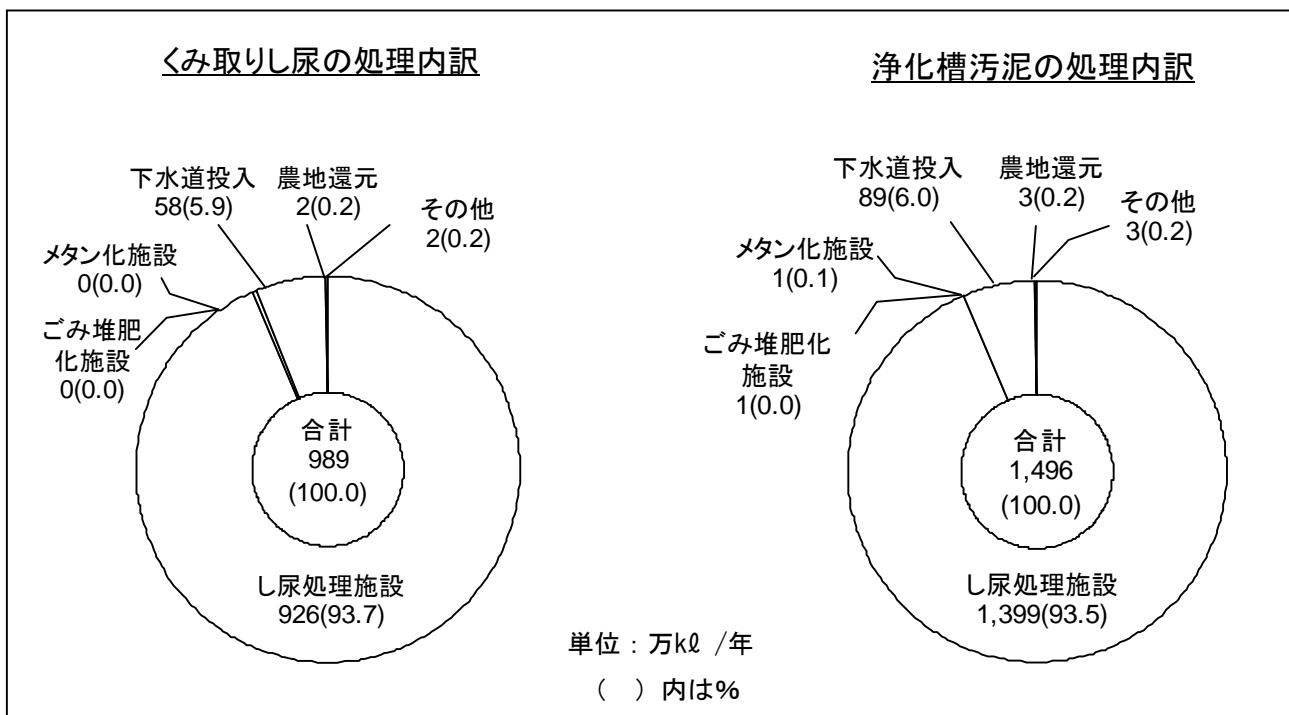 くみ取りし尿の処理内訳
下水道投入
58(5.9)
農地還元
2(0.2)
その他
2(0.2)
メタン化施設
0(0.0)
ごみ堆肥
化施設
0(0.0)
合計
989
(100.0)
し尿処理施設
926(93.7)
浄化槽汚泥の処理内訳
下水道投入
89(6.0)
農地還元
3(0.2)
その他
3(0.2)
メタン化施設
1(0.1)
ごみ堆肥化
施設
1(0.0)
合計
1,496
(100.0)
し尿処理施設
1,399(93.5)
単位：万kℓ /年
（　）内は%